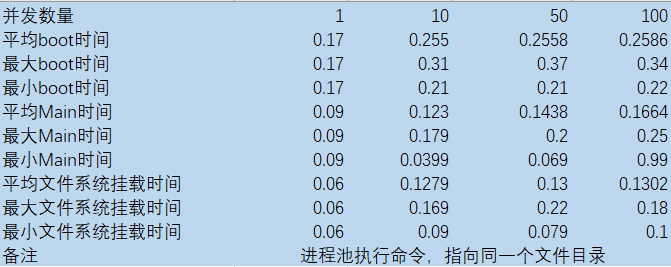 并发数量 1 10 50 100
平均boot时间 0.17 0.255 0.2558 0.2586
最大boot时间 0.17 0.31 0.37 0.34
最小boot时间 0.17 0.21 0.21 0.22
平均Main时间 0.09 0.123 0.1438 0.1664
最大Main时间 0.09 0.179 0.2 0.25
最小Main时间 0.09 0.0399 0.069 0.99
平均文件系统挂载时间 0.06 0.1279 0.13 0.1302
最大文件系统挂载时间 0.06 0.169 0.22 0.18
最小文件系统挂载时间 0.06 0.09 0.079 0.1
备注 进程池执行命令，指向同一个文件目录